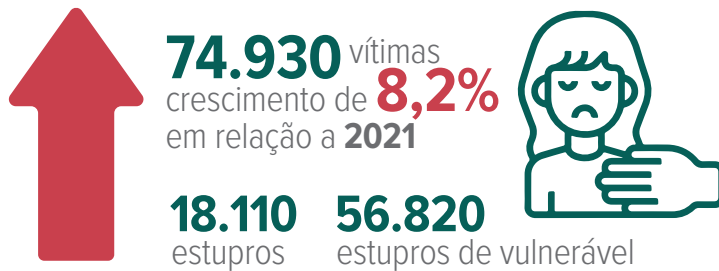 74.930 vítimas
crescimento de 8,2%
em relação a 2021
18.110 56.820
estupros estupros de vulnerável